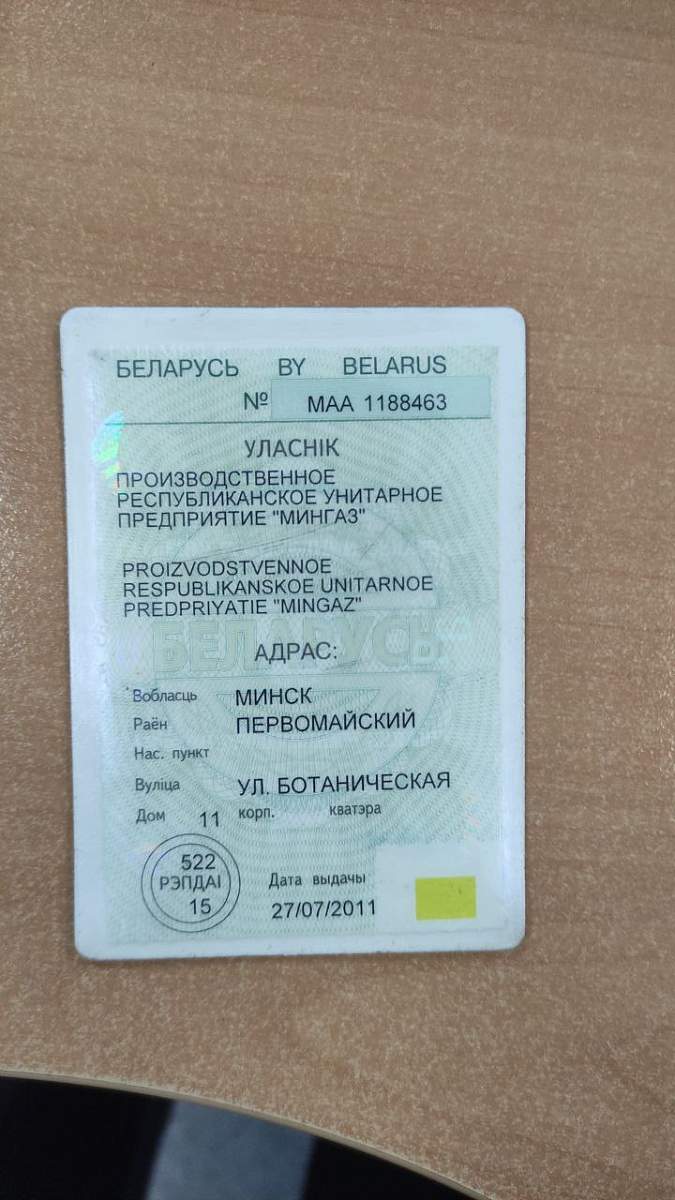 БЕЛАРУСЬ BY BELARUS
№ МАА 1188463
УЛАСНІК
ПРОИЗВОДСТВЕННОЕ
РЕСПУБЛИКАНСКОЕ УНИТАРНОЕ
ПРЕДПРИЯТИЕ "МИНГАЗ"
PROIZVODSTVENNOE
RESPUBLIKANSKOE UNITARNOE
PREDPRIYATIE "MINGAZ"
БЕЛАРУСЬ
АДРАС:
Вобласць МИНСК
Раён ПЕРВОМАЙСКИЙ
Нас. пункт
Вуліца УЛ. БОТАНИЧЕСКАЯ
Дом 11 корп. кватэра
522
РЭПДАІ
15
Дата выдачы
27/07/2011